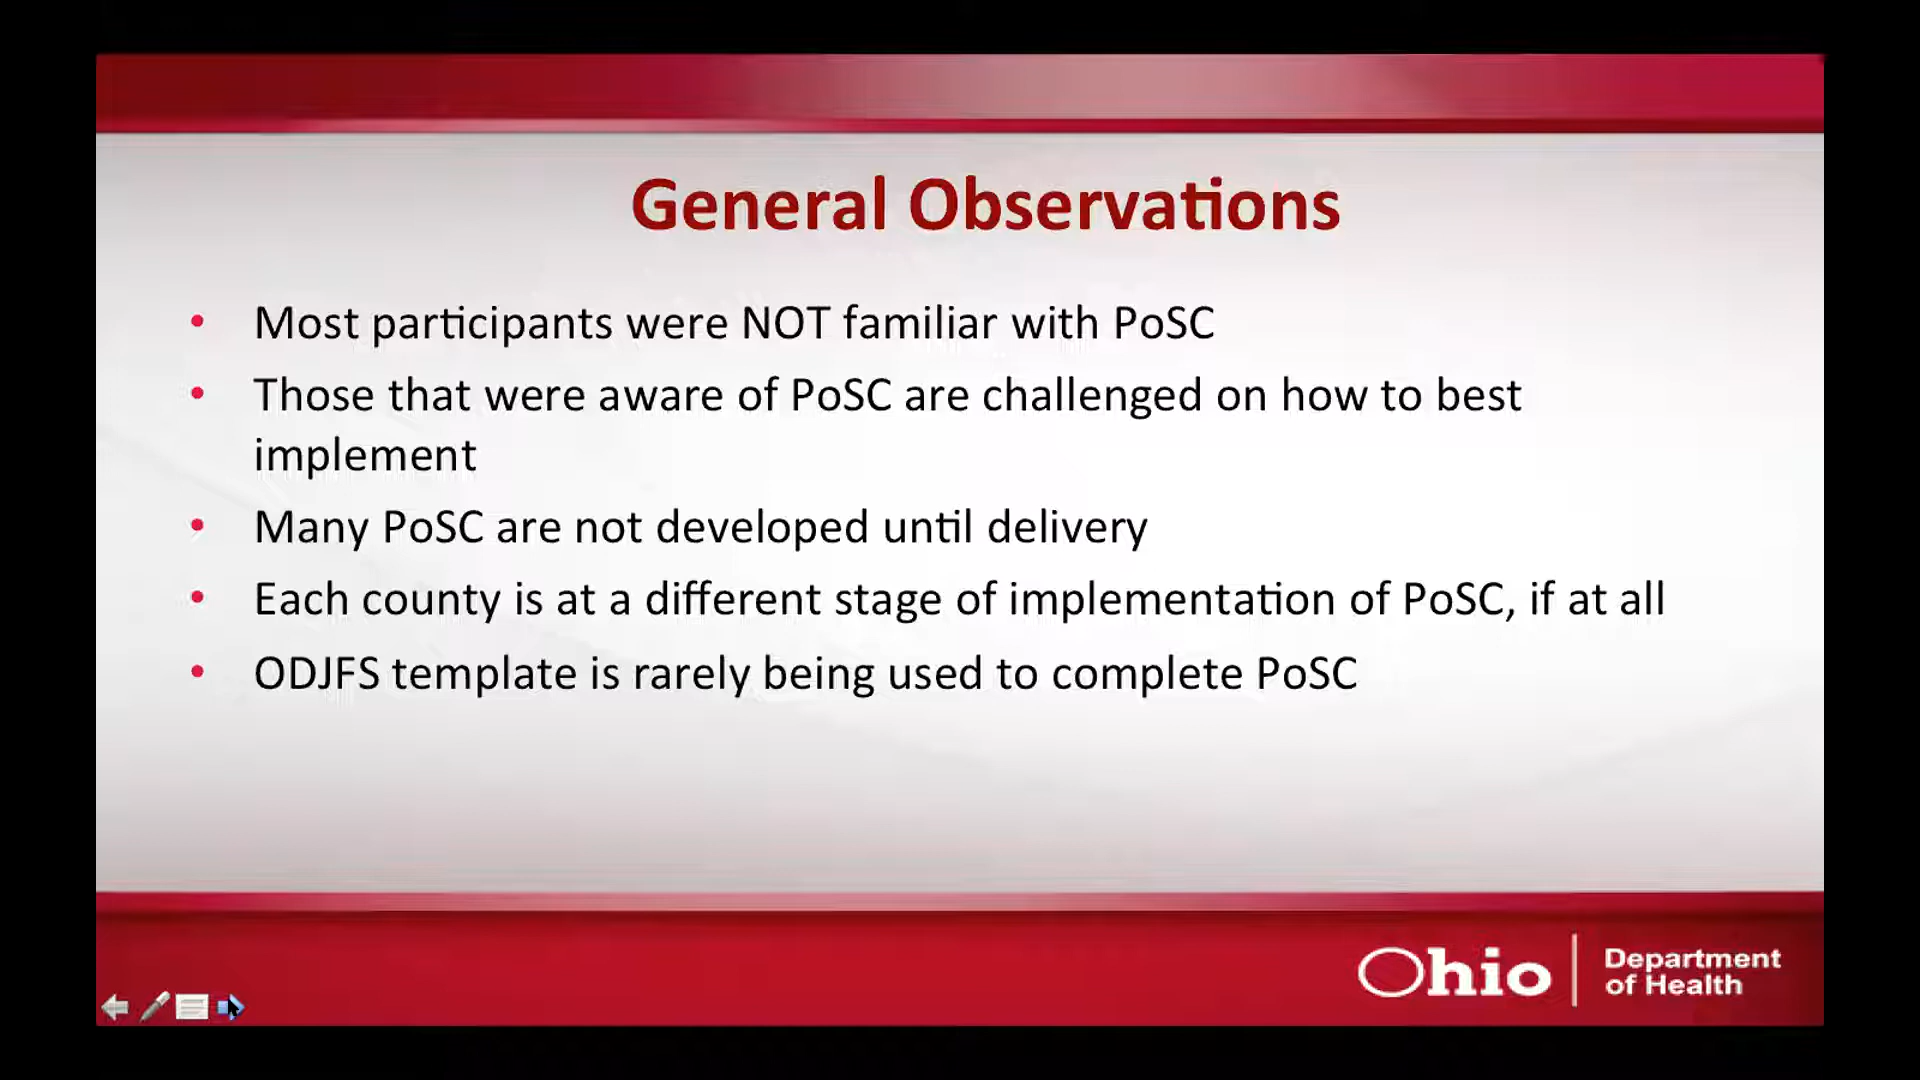 General Observations
• Most participants were NOT familiar with PoSC
• Those that were aware of PoSC are challenged on how to best
implement
• Many PoSC are not developed until delivery
• Each county is at a different stage of implementation of PoSC, if at all
• ODJFS template is rarely being used to complete PoSC
Ohio
Department
of Health